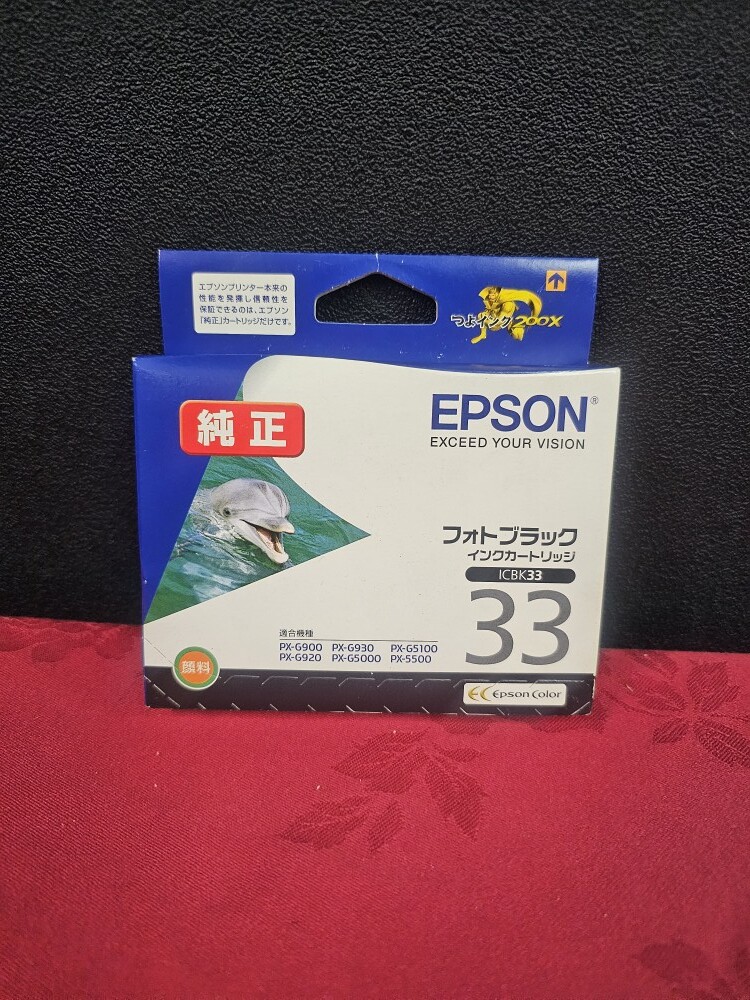 エプソンプリンター本来の
性能を発揮し信頼性を
保証できるのは、エプソン
「純正」カートリッジだけです。
つよインク200X
純正
EPSON®
EXCEED YOUR VISION
フォトブラック
インクカートリッジ
ICBK33
33
適合機種
PX-G900 PX-G930 PX-G5100
PX-G920 PX-G5000 PX-5500
顔料
EC Epson Color